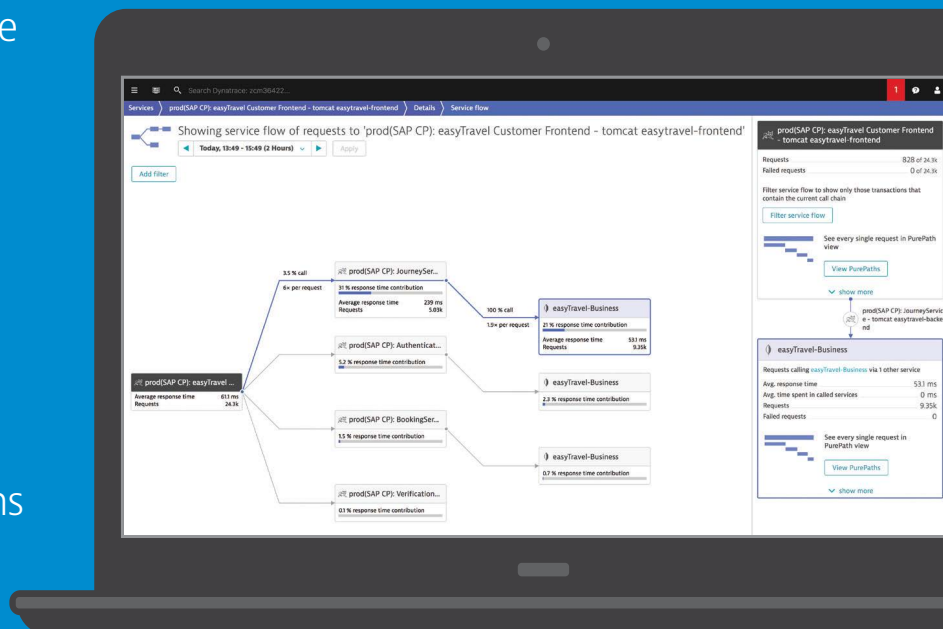 e
ns
Search Dynatrace: zcm36422...
1
Services
prod(SAP CP): easyTravel Customer Frontend - tomcat easytravel-frontend
Details
Service flow
Showing service flow of requests to 'prod(SAP CP): easyTravel Customer Frontend - tomcat easytravel-frontend'
Today, 13:49 - 15:49 (2 Hours)
Apply
Add filter
prod(SAP CP): easyTravel ...
Average response time 61.1 ms
Requests 24.3k
3.5 % call
6× per request
prod(SAP CP): JourneySer...
31 % response time contribution
Average response time 239 ms
Requests 5.03k
100 % call
1.9× per request
easyTravel-Business
21 % response time contribution
Average response time 53.1 ms
Requests 9.35k
prod(SAP CP): Authenticat...
5.2 % response time contribution
easyTravel-Business
2.3 % response time contribution
prod(SAP CP): BookingSer...
1.5 % response time contribution
easyTravel-Business
0.7 % response time contribution
prod(SAP CP): Verification...
0.1 % response time contribution
prod(SAP CP): easyTravel Customer Frontend
- tomcat easytravel-frontend
Requests 828 of 24.3k
Failed requests 0 of 24.3k
Filter service flow to show only those transactions that
contain the current call chain
Filter service flow
See every single request in PurePath
view
View PurePaths
show more
prod(SAP CP): JourneyServic
e - tomcat easytravel-backe
nd
easyTravel-Business
Requests calling easyTravel-Business via 1 other service
Avg. response time 53.1 ms
Avg. time spent in called services 0 ms
Requests 9.35k
Failed requests 0
See every single request in
PurePath view
View PurePaths
show more